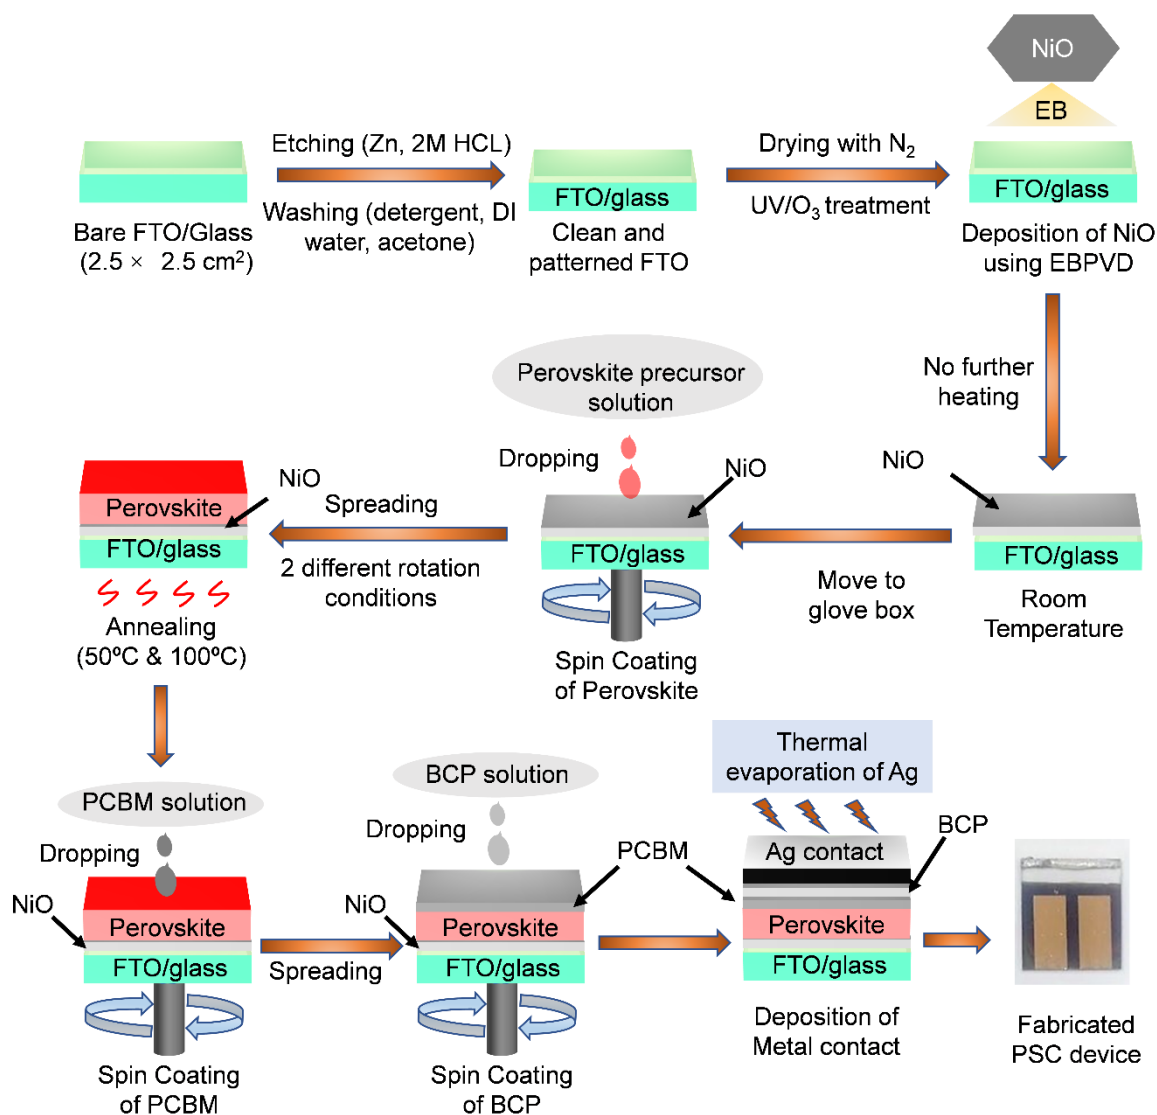 NiO
EB
Etching (Zn, 2M HCL)
Washing (detergent, DI
water, acetone)
Bare FTO/Glass
(2.5 × 2.5 cm²)
FTO/glass
Clean and
patterned FTO
Drying with N₂
UV/O₃ treatment
FTO/glass
Deposition of NiO
using EBPVD
No further
heating
NiO
FTO/glass
Room
Temperature
Move to
glove box
Perovskite precursor
solution
Dropping
NiO
FTO/glass
Spin Coating
of Perovskite
Spreading
2 different rotation
conditions
NiO
Perovskite
FTO/glass
Annealing
(50ºC & 100ºC)
PCBM solution
Dropping
NiO
Perovskite
FTO/glass
Spin Coating
of PCBM
Spreading
BCP solution
Dropping
PCBM
NiO
Perovskite
FTO/glass
Spin Coating
of BCP
Thermal
evaporation of Ag
BCP
Ag contact
Perovskite
FTO/glass
Deposition of
Metal contact
Fabricated
PSC device